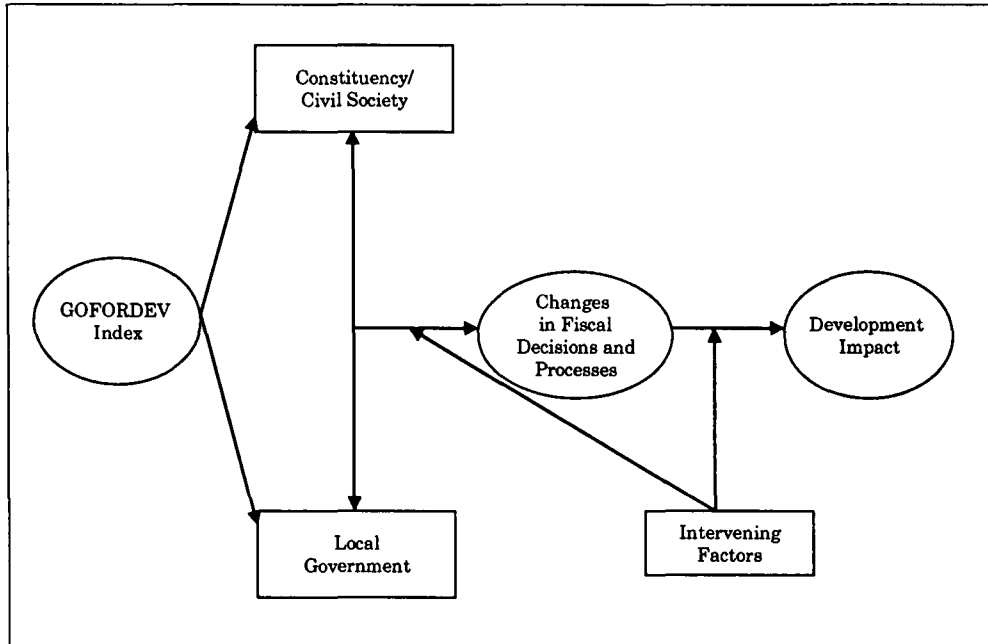 Constituency/
Civil Society
GOFORDEV
Index
Changes
in Fiscal
Decisions and
Processes
Development
Impact
Local
Government
Intervening
Factors